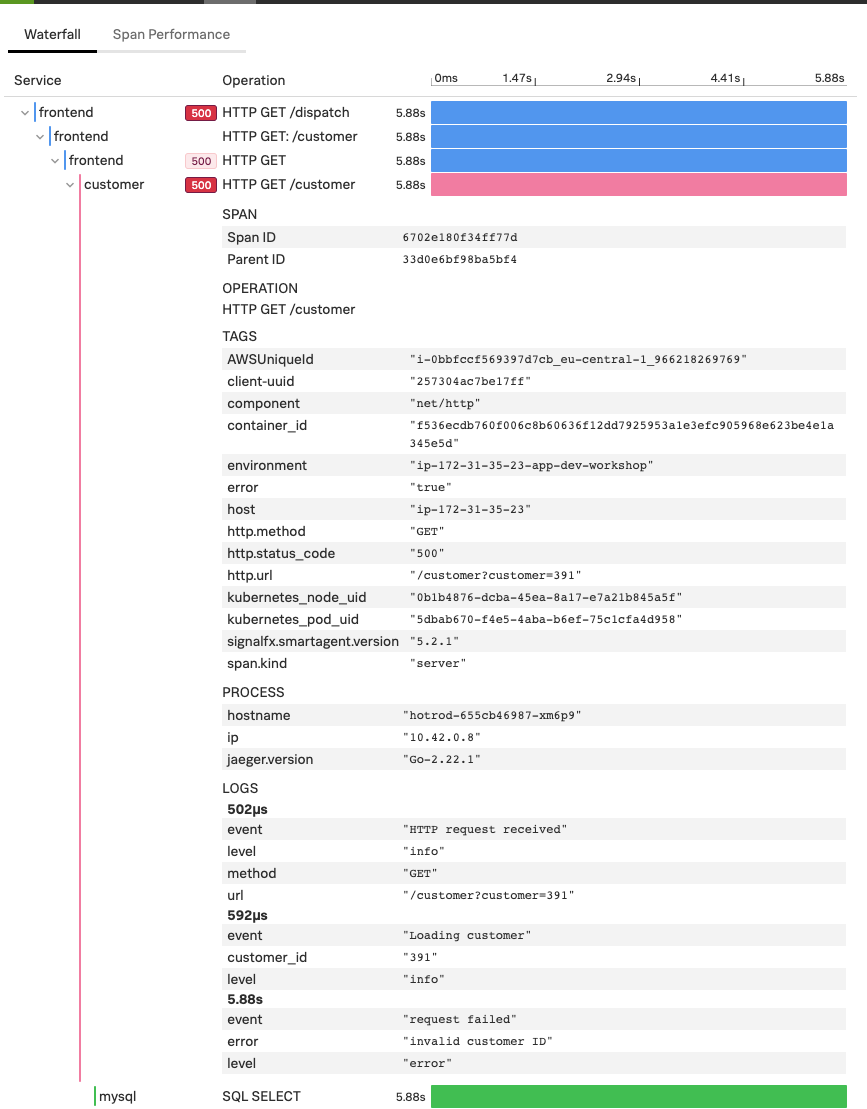 Waterfall Span Performance
Service Operation 0ms 1.47s 2.94s 4.41s 5.88s
frontend 500 HTTP GET /dispatch 5.88s
frontend HTTP GET: /customer 5.88s
frontend 500 HTTP GET 5.88s
customer 500 HTTP GET /customer 5.88s
SPAN
Span ID 6702e180f34ff77d
Parent ID 33d0e6bf98ba5bf4
OPERATION
HTTP GET /customer
TAGS
AWSUniqueId "i-0bbfccf569397d7cb_eu-central-1_966218269769"
client-uuid "257304ac7be17ff"
component "net/http"
container_id "f536ecdb760f006c8b60636f12dd7925953a1e3efc905968e623be4e1a
345e5d"
environment "ip-172-31-35-23-app-dev-workshop"
error "true"
host "ip-172-31-35-23"
http.method "GET"
http.status_code "500"
http.url "/customer?customer=391"
kubernetes_node_uid "0b1b4876-dcba-45ea-8a17-e7a21b845a5f"
kubernetes_pod_uid "5dbab670-f4e5-4aba-b6ef-75c1cfa4d958"
signalfx.smartagent.version "5.2.1"
span.kind "server"
PROCESS
hostname "hotrod-655cb46987-xm6p9"
ip "10.42.0.8"
jaeger.version "Go-2.22.1"
LOGS
502µs
event "HTTP request received"
level "info"
method "GET"
url "/customer?customer=391"
592µs
event "Loading customer"
customer_id "391"
level "info"
5.88s
event "request failed"
error "invalid customer ID"
level "error"
mysql SQL SELECT 5.88s